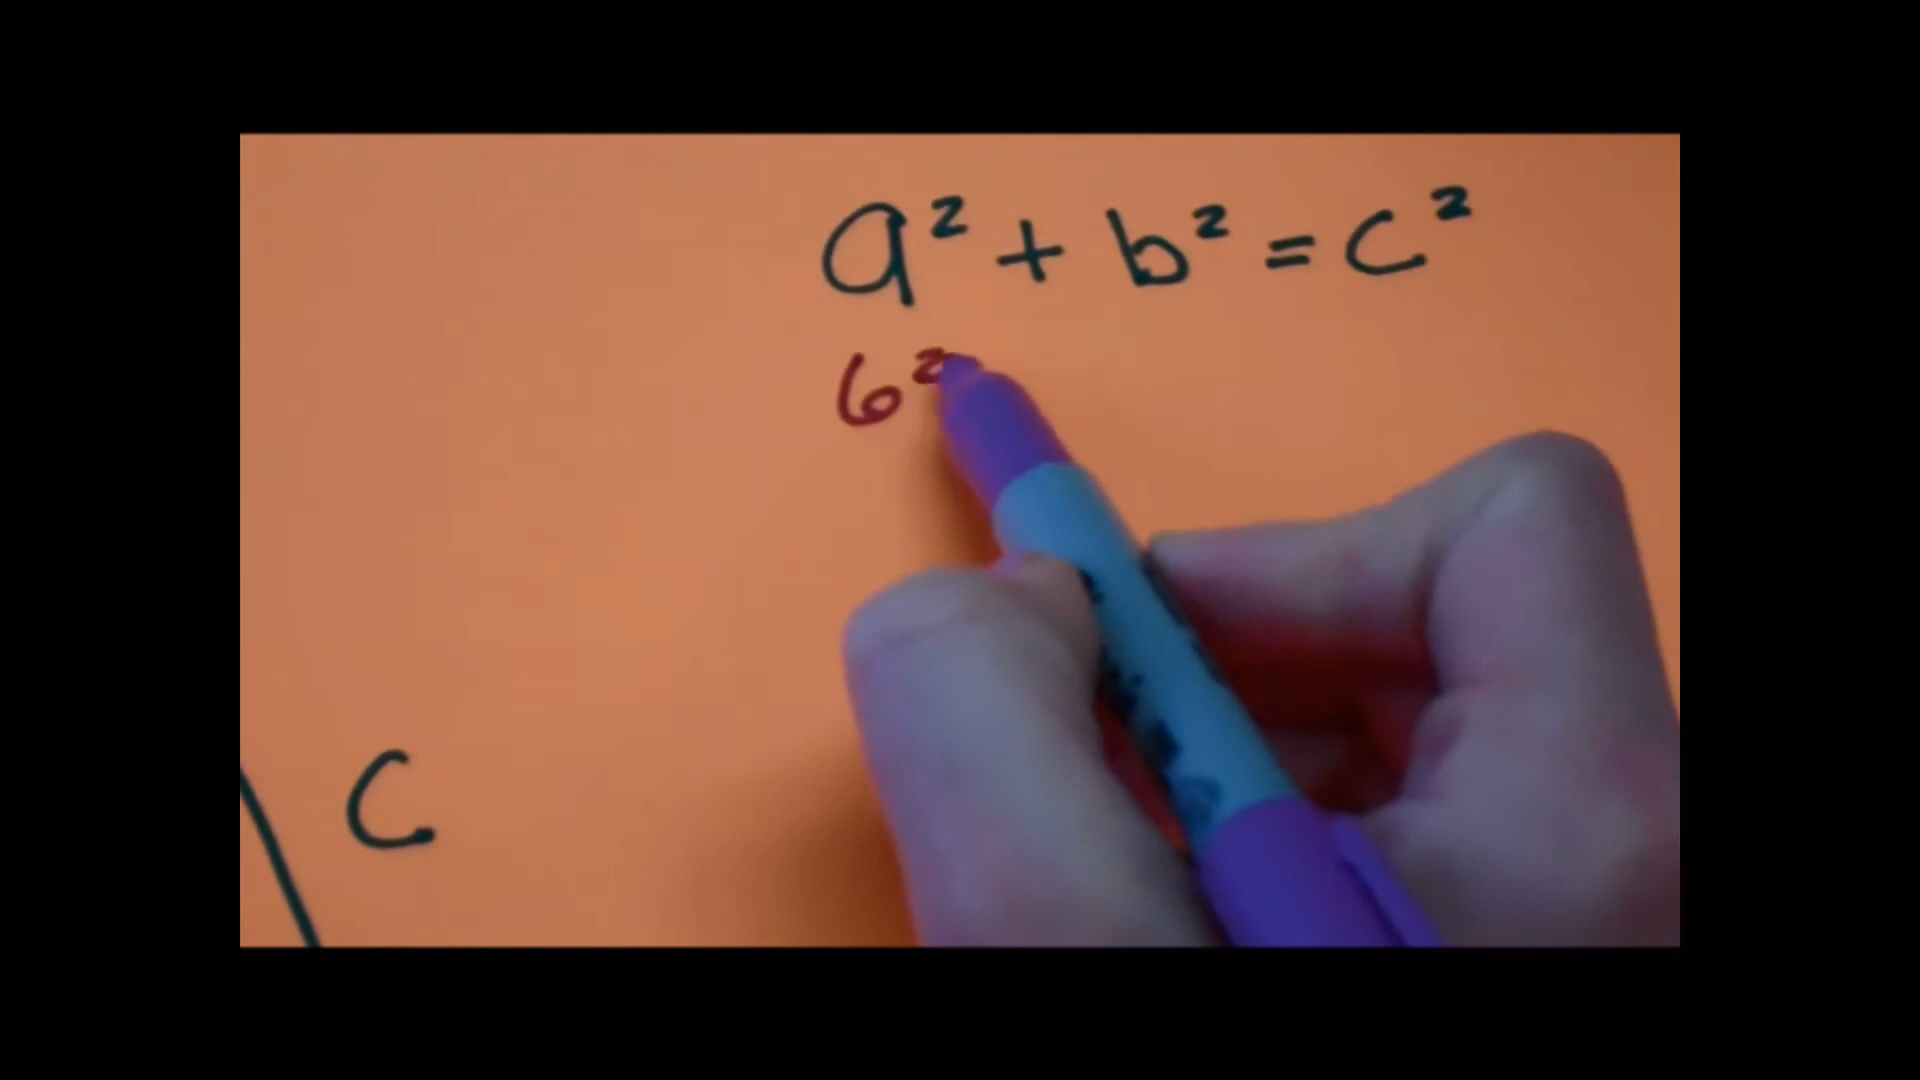 a² + b² = c²
6²
c